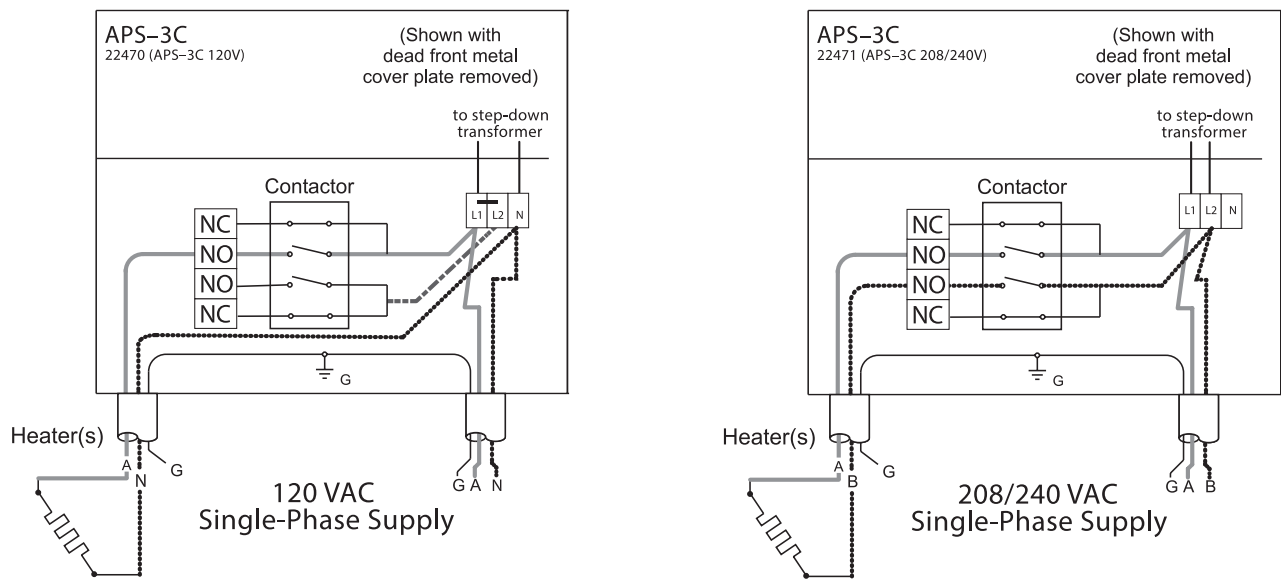 APS–3C
22470 (APS–3C 120V)
(Shown with
dead front metal
cover plate removed)
to step-down
transformer
Contactor
L1 L2 N
NC
NO
NO
NC
G
Heater(s)
A
N
G
G A N
120 VAC
Single-Phase Supply
APS–3C
22471 (APS–3C 208/240V)
(Shown with
dead front metal
cover plate removed)
to step-down
transformer
Contactor
L1 L2 N
NC
NO
NO
NC
G
Heater(s)
A
B
G
G A B
208/240 VAC
Single-Phase Supply